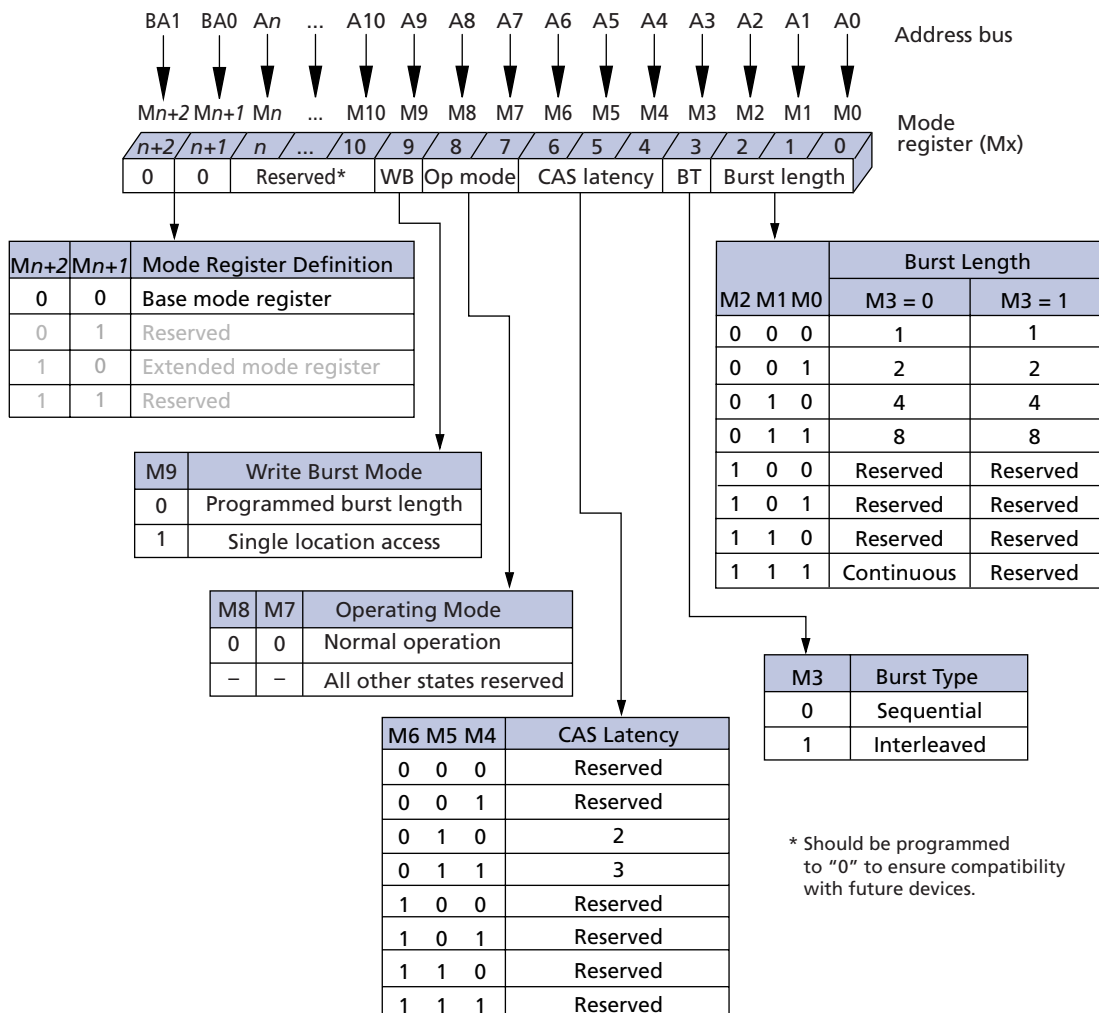 BA1 BA0 An ... A10 A9 A8 A7 A6 A5 A4 A3 A2 A1 A0
Address bus
Mn+2 Mn+1 Mn ... M10 M9 M8 M7 M6 M5 M4 M3 M2 M1 M0
Mode
register (Mx)
n+2 n+1 n ... 10 9 8 7 6 5 4 3 2 1 0
0 0 Reserved* WB Op mode CAS latency BT Burst length
Mn+2 Mn+1 Mode Register Definition
0 0 Base mode register
0 1 Reserved
1 0 Extended mode register
1 1 Reserved
Burst Length
M2 M1 M0 M3 = 0 M3 = 1
0 0 0 1 1
0 0 1 2 2
0 1 0 4 4
0 1 1 8 8
1 0 0 Reserved Reserved
1 0 1 Reserved Reserved
1 1 0 Reserved Reserved
1 1 1 Continuous Reserved
M9 Write Burst Mode
0 Programmed burst length
1 Single location access
M8 M7 Operating Mode
0 0 Normal operation
– – All other states reserved
M3 Burst Type
0 Sequential
1 Interleaved
M6 M5 M4 CAS Latency
0 0 0 Reserved
0 0 1 Reserved
0 1 0 2
0 1 1 3
1 0 0 Reserved
1 0 1 Reserved
1 1 0 Reserved
1 1 1 Reserved
* Should be programmed
to “0” to ensure compatibility
with future devices.